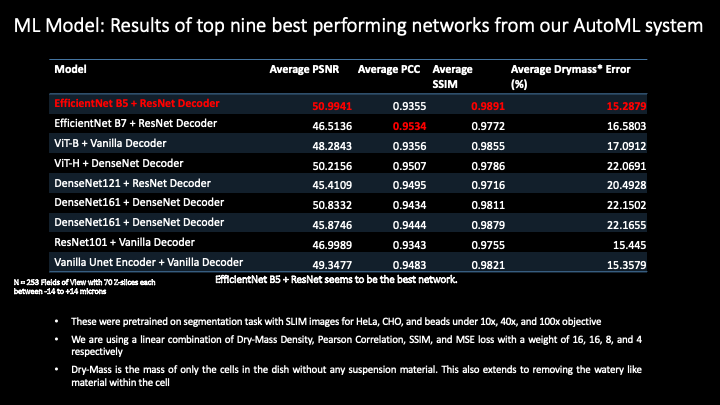 ML Model: Results of top nine best performing networks from our AutoML system
Model Average PSNR Average PCC Average SSIM Average Drymass* Error (%)
EfficientNet B5 + ResNet Decoder 50.9941 0.9355 0.9891 15.2879
EfficientNet B7 + ResNet Decoder 46.5136 0.9534 0.9772 16.5803
ViT-B + Vanilla Decoder 48.2843 0.9356 0.9855 17.0912
ViT-H + DenseNet Decoder 50.2156 0.9507 0.9786 22.0691
DenseNet121 + ResNet Decoder 45.4109 0.9495 0.9716 20.4928
DenseNet161 + DenseNet Decoder 50.8332 0.9434 0.9811 22.1502
DenseNet161 + DenseNet Decoder 45.8746 0.9444 0.9879 22.1655
ResNet101 + Vanilla Decoder 46.9989 0.9343 0.9755 15.445
Vanilla Unet Encoder + Vanilla Decoder 49.3477 0.9483 0.9821 15.3579
N = 253 Fields of View with 70 Z-slices each
between -14 to +14 microns
EfficientNet B5 + ResNet seems to be the best network.
• These were pretrained on segmentation task with SLIM images for HeLa, CHO, and beads under 10x, 40x, and 100x objective
• We are using a linear combination of Dry-Mass Density, Pearson Correlation, SSIM, and MSE loss with a weight of 16, 16, 8, and 4
respectively
• Dry-Mass is the mass of only the cells in the dish without any suspension material. This also extends to removing the watery like
material within the cell